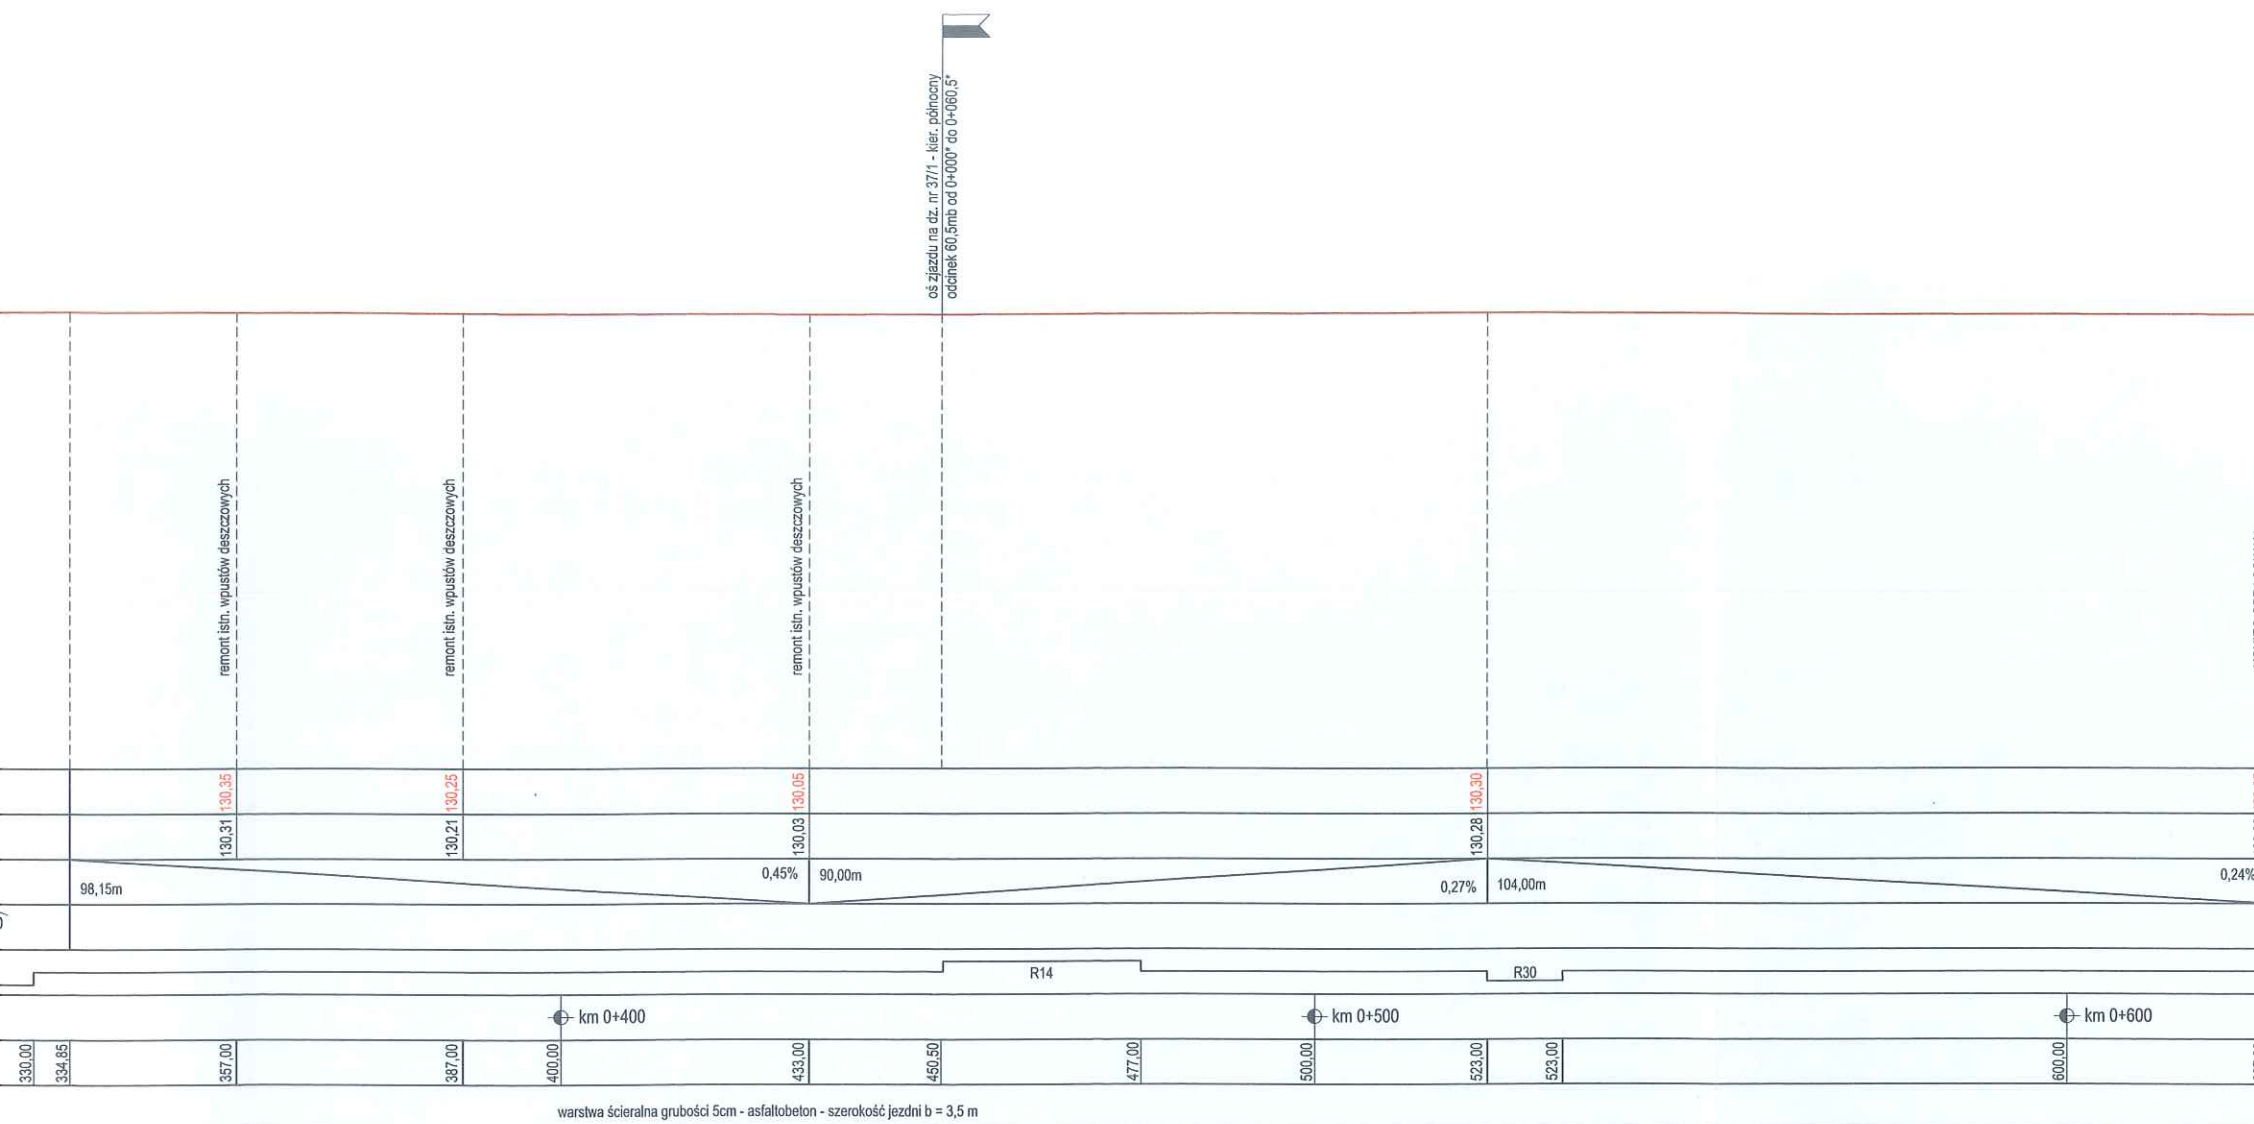 oś zjazdu na dz. nr 37/1 - kier. północny
odcinek 60,5mb od 0+000* do 0+060,5*
remont istn. wpustów deszczowych
remont istn. wpustów deszczowych
remont istn. wpustów deszczowych
130,35
130,25
130,05
130,30
130,31
130,21
130,03
130,28
98,15m
0,45%
90,00m
0,27%
104,00m
0,24%
R14
R30
km 0+400
km 0+500
km 0+600
330,00
334,85
357,00
387,00
400,00
433,00
450,50
477,00
500,00
523,00
523,00
600,00
warstwa ścieralna grubości 5cm - asfaltobeton - szerokość jezdni b = 3,5 m